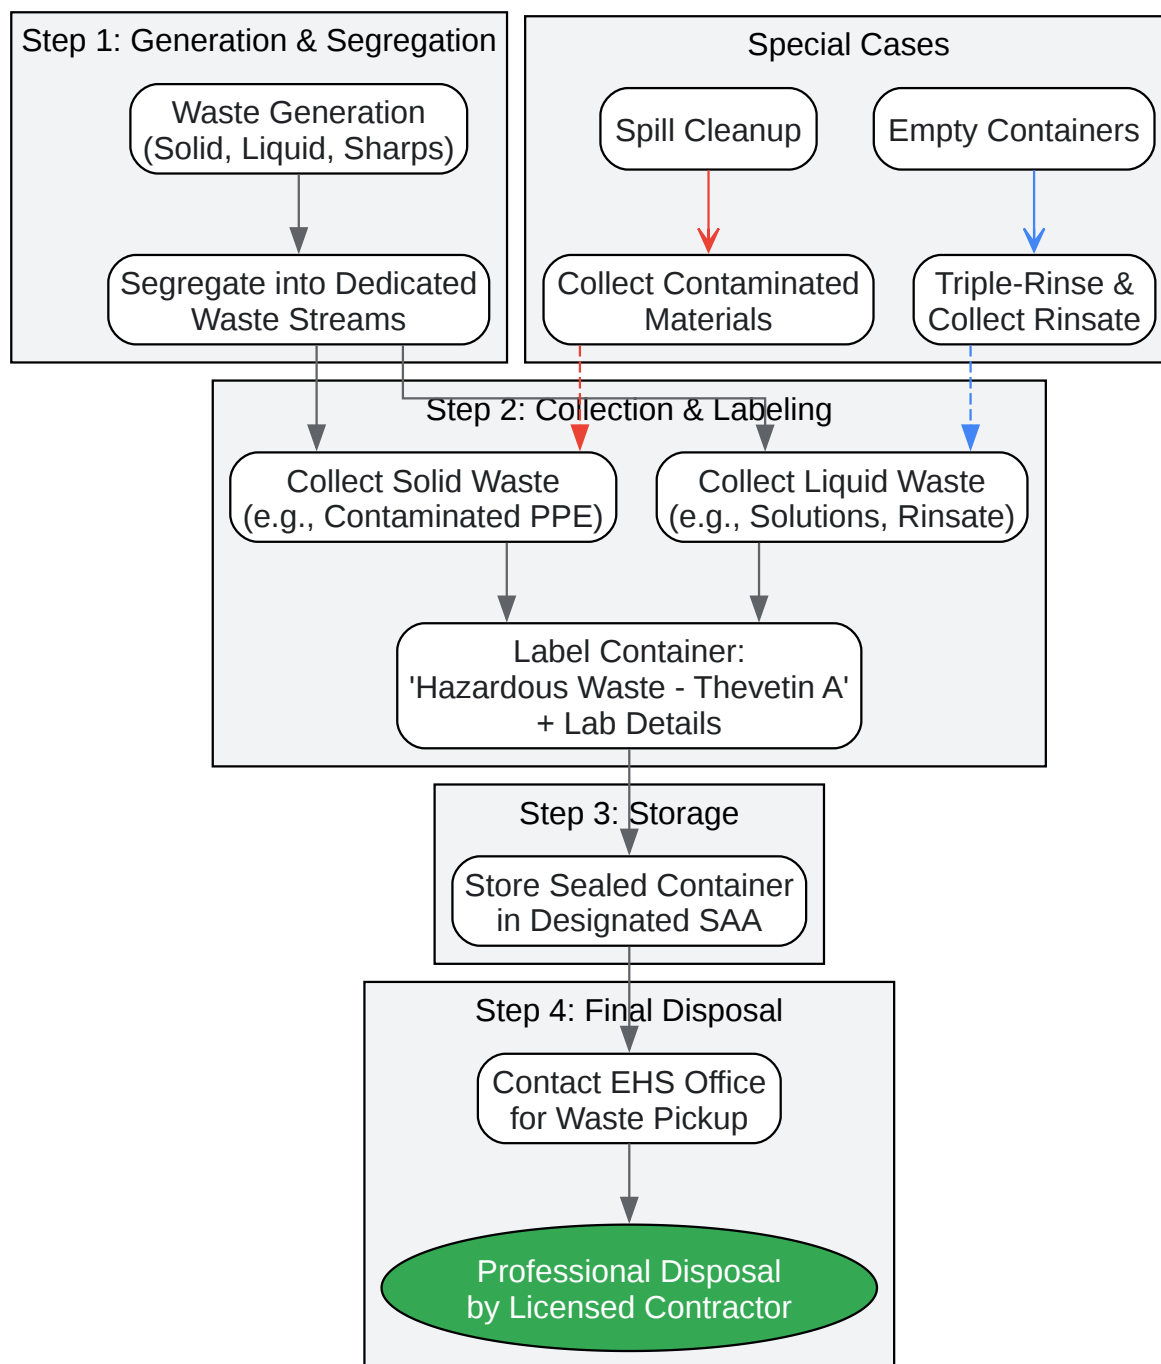 Step 1: Generation & Segregation
Waste Generation
(Solid, Liquid, Sharps)
Segregate into Dedicated
Waste Streams
Special Cases
Spill Cleanup
Empty Containers
Collect Contaminated
Materials
Triple-Rinse &
Collect Rinsate
Step 2: Collection & Labeling
Collect Solid Waste
(e.g., Contaminated PPE)
Collect Liquid Waste
(e.g., Solutions, Rinsate)
Label Container:
'Hazardous Waste - Thevetin A'
+ Lab Details
Step 3: Storage
Store Sealed Container
in Designated SAA
Step 4: Final Disposal
Contact EHS Office
for Waste Pickup
Professional Disposal
by Licensed Contractor